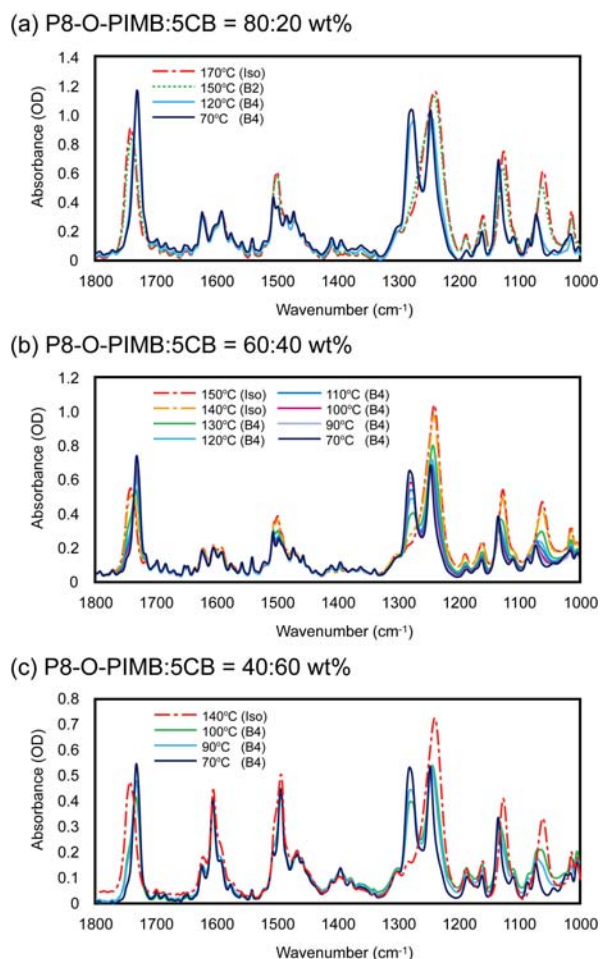 (a) P8-O-PIMB:5CB = 80:20 wt%
Absorbance (OD)
1.4
1.2
1.0
0.8
0.6
0.4
0.2
0
170°C (Iso)
150°C (B2)
120°C (B4)
70°C (B4)
1800 1700 1600 1500 1400 1300 1200 1100 1000
Wavenumber (cm⁻¹)
(b) P8-O-PIMB:5CB = 60:40 wt%
Absorbance (OD)
1.2
1.0
0.8
0.6
0.4
0.2
0
150°C (Iso) 110°C (B4)
140°C (Iso) 100°C (B4)
130°C (B4) 90°C (B4)
120°C (B4) 70°C (B4)
1800 1700 1600 1500 1400 1300 1200 1100 1000
Wavenumber (cm⁻¹)
(c) P8-O-PIMB:5CB = 40:60 wt%
Absorbance (OD)
0.8
0.7
0.6
0.5
0.4
0.3
0.2
0.1
0
140°C (Iso)
100°C (B4)
90°C (B4)
70°C (B4)
1800 1700 1600 1500 1400 1300 1200 1100 1000
Wavenumber (cm⁻¹)